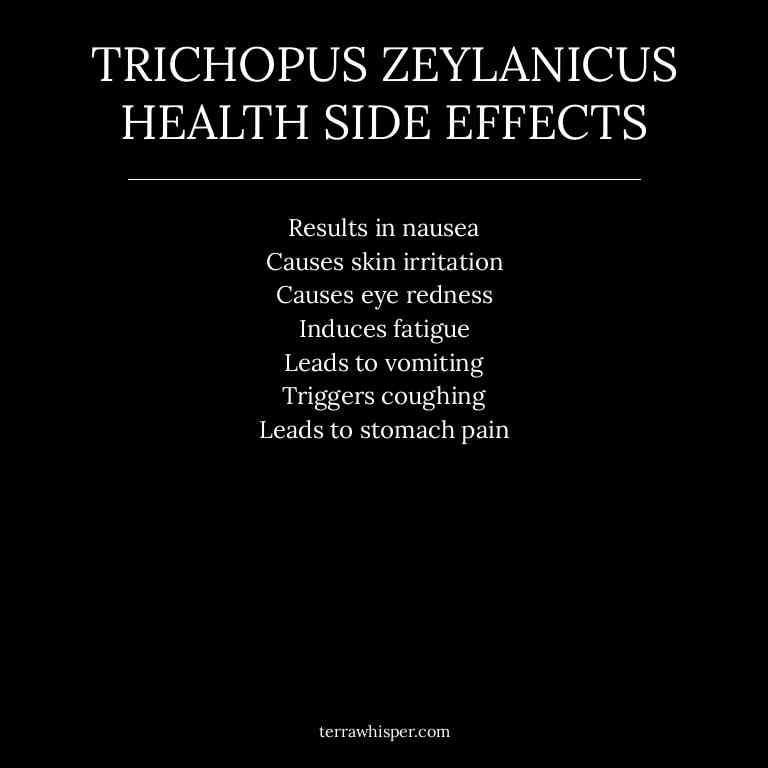 TRICHOPUS ZEYLANICUS
HEALTH SIDE EFFECTS
Results in nausea
Causes skin irritation
Causes eye redness
Induces fatigue
Leads to vomiting
Triggers coughing
Leads to stomach pain
terrawhisper.com